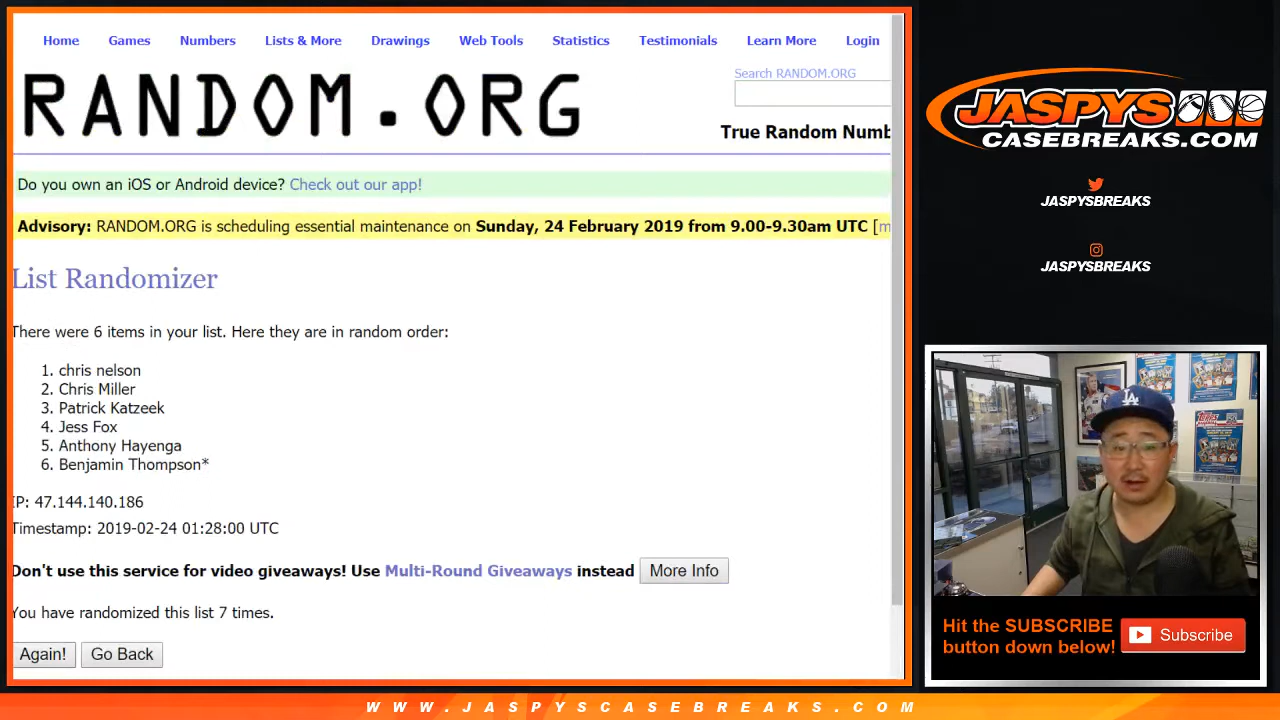 Home Games Numbers Lists & More Drawings Web Tools Statistics Testimonials Learn More Login
RANDOM.ORG
Search RANDOM.ORG
True Random Numb
Do you own an iOS or Android device? Check out our app!
Advisory: RANDOM.ORG is scheduling essential maintenance on Sunday, 24 February 2019 from 9.00-9.30am UTC [m
List Randomizer
There were 6 items in your list. Here they are in random order:
1. chris nelson
2. Chris Miller
3. Patrick Katzeek
4. Jess Fox
5. Anthony Hayenga
6. Benjamin Thompson*
IP: 47.144.140.186
Timestamp: 2019-02-24 01:28:00 UTC
Don't use this service for video giveaways! Use Multi-Round Giveaways instead More Info
You have randomized this list 7 times.
Again! Go Back
JASPYS
CASEBREAKS.COM
JASPYSBREAKS
JASPYSBREAKS
LA
Hit the SUBSCRIBE
button down below!
Subscribe
WWW.JASPYSCASEBREAKS.COM